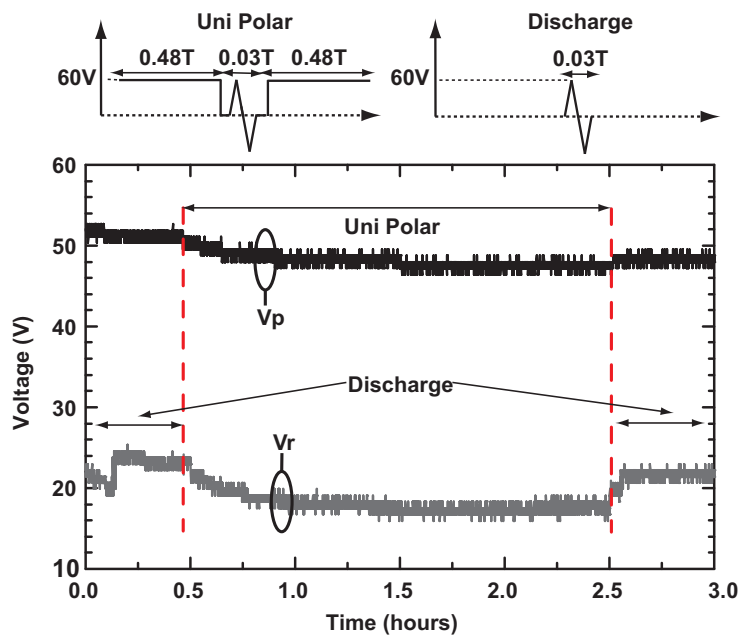 Uni Polar
Discharge
0.48T 0.03T 0.48T
0.03T
60V
60V
60
50
40
30
20
10
Voltage (V)
Uni Polar
Vp
Discharge
Vr
0.0 0.5 1.0 1.5 2.0 2.5 3.0
Time (hours)